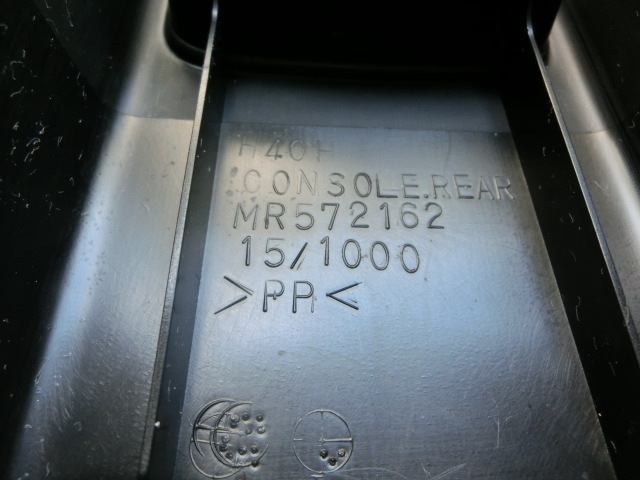 H40H
CONSOLE.REAR
MR572162
15/1000
>PP<